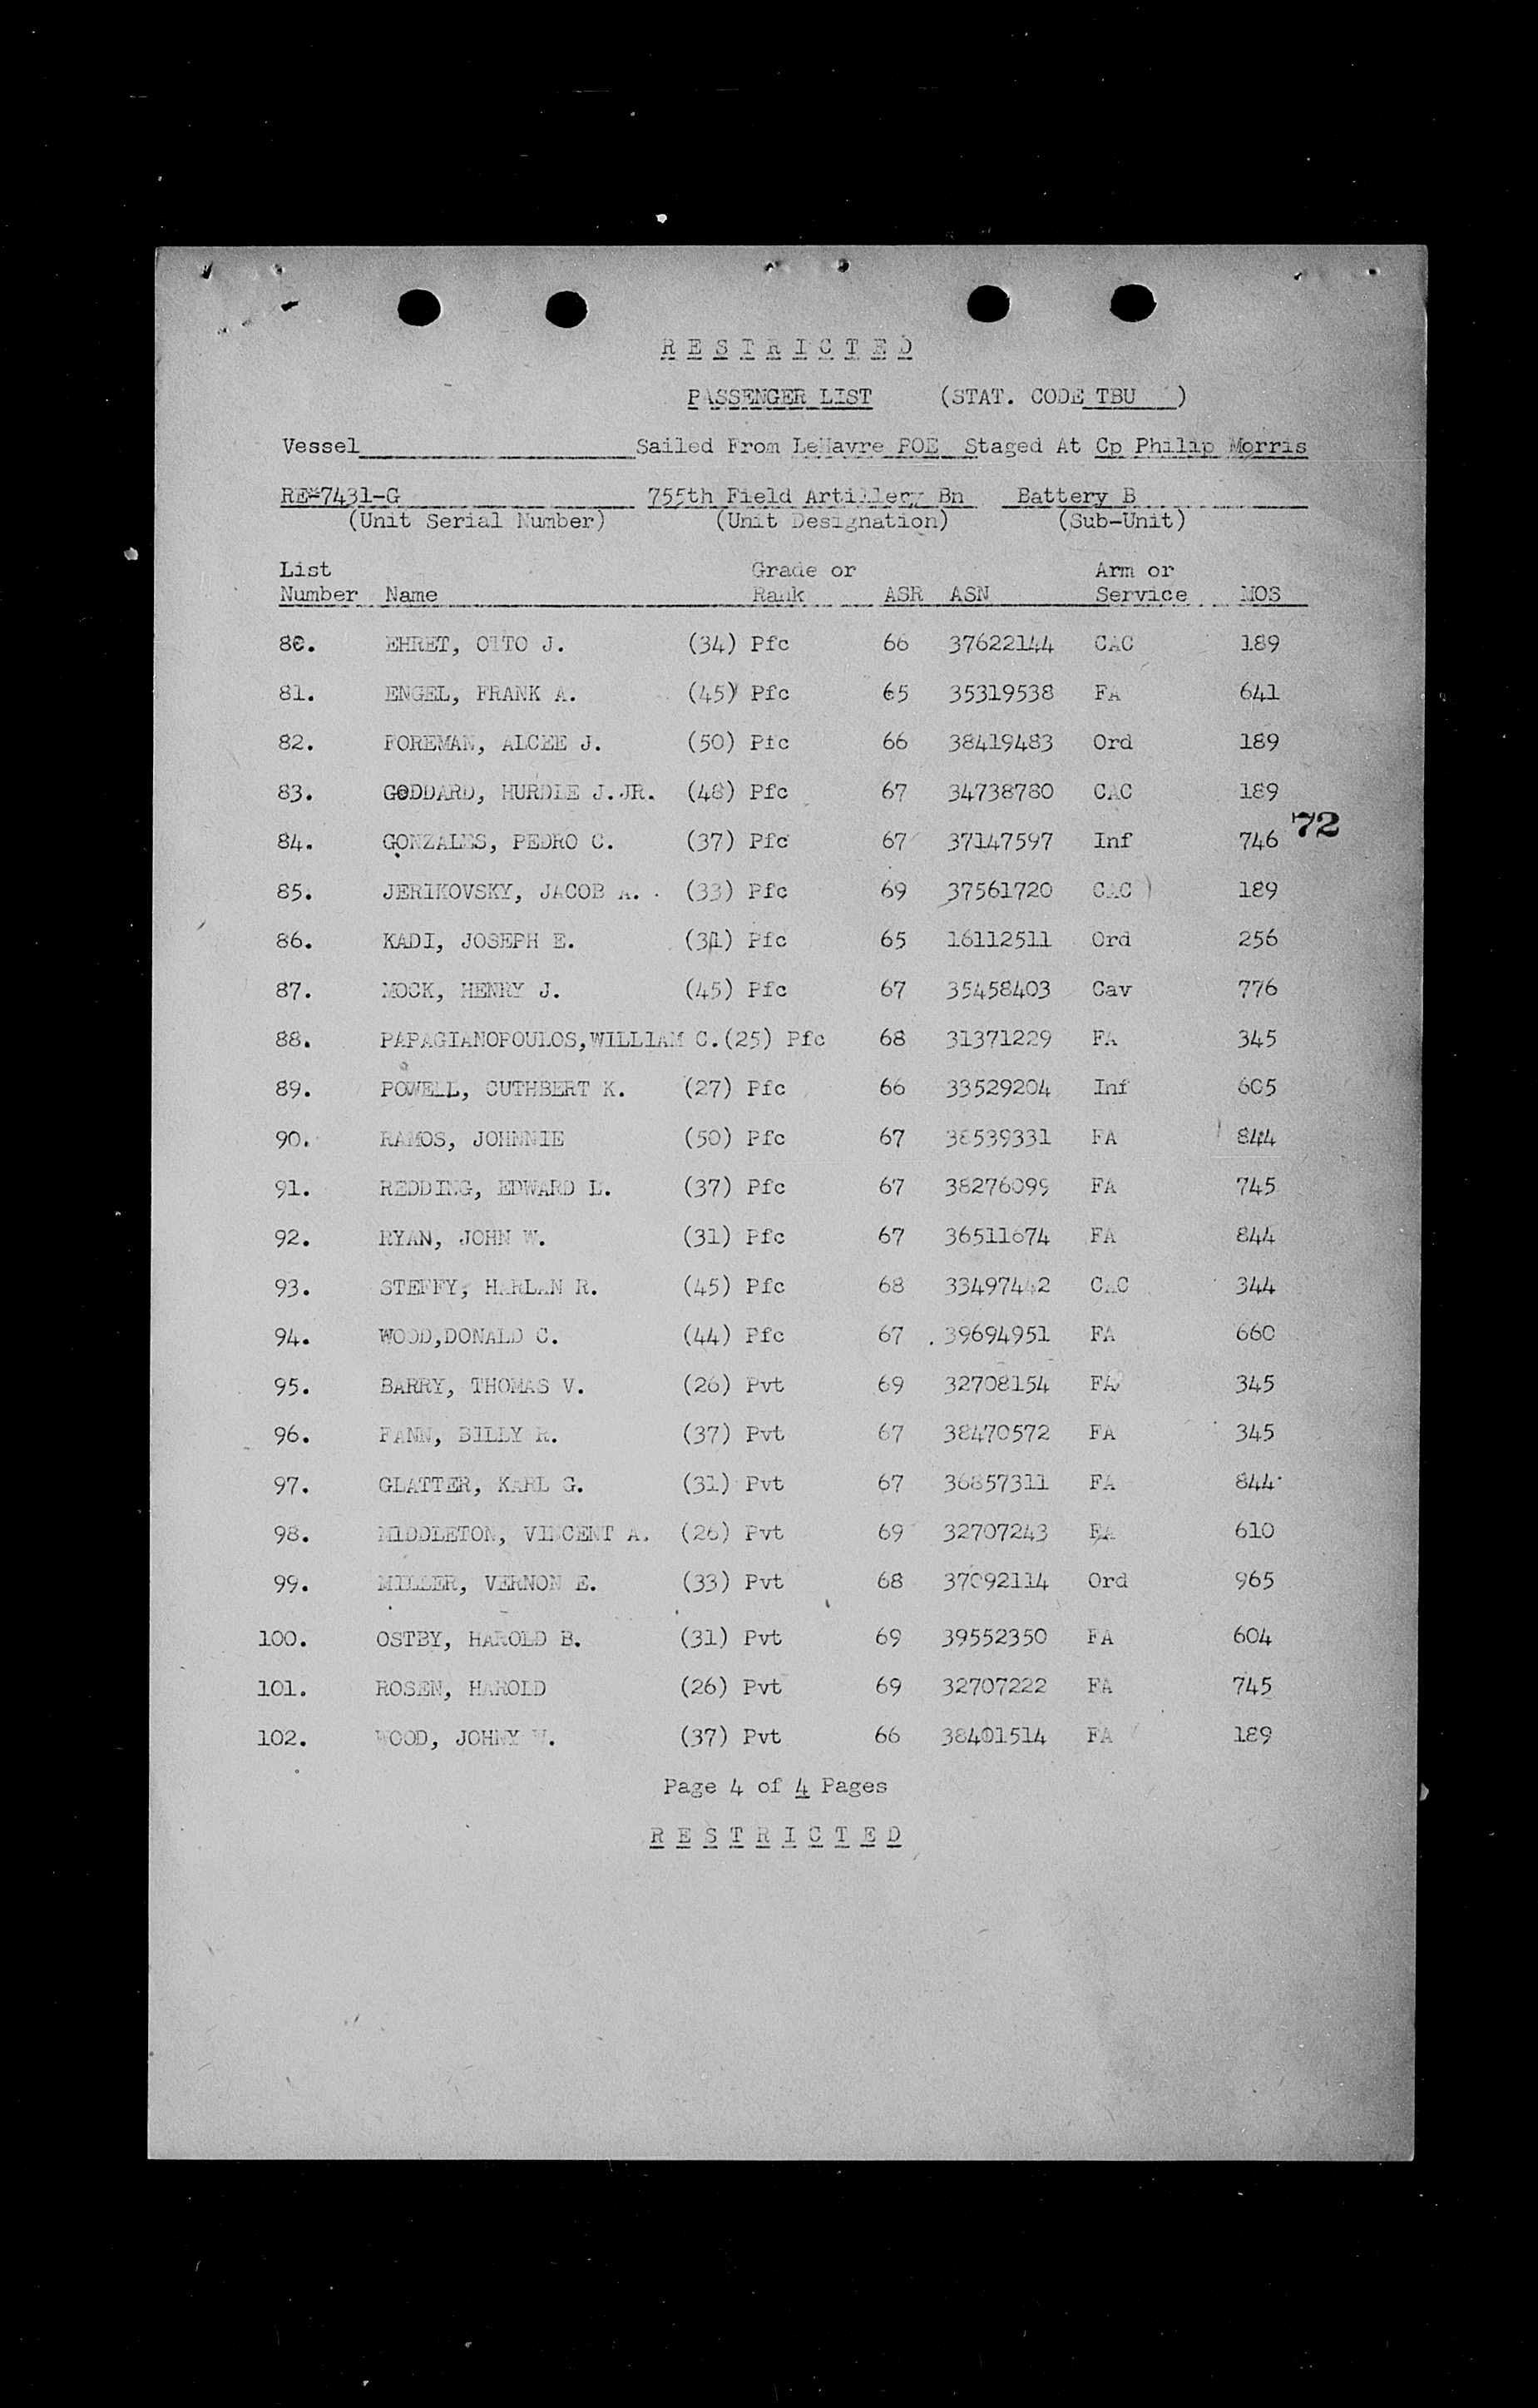 R E S T R I C T E D
PASSENGER LIST (STAT. CODE TBU )
Vessel Sailed From LeHavre POE Staged At Cp Philip Morris
RE-7431-G 755th Field Artillery Bn Battery B
(Unit Serial Number) (Unit Designation) (Sub-Unit)
List Grade or Arm or
Number Name Rank ASR ASN Service MOS
80. EHRET, OTTO J. (34) Pfc 66 37622144 CAC 189
81. ENGEL, FRANK A. (45) Pfc 65 35319538 FA 641
82. FOREMAN, ALCEE J. (50) Pfc 66 38419483 Ord 189
83. GODDARD, HURDLE J.JR. (48) Pfc 67 34738780 CAC 189
72
84. GONZALES, PEDRO C. (37) Pfc 67 37147597 Inf 746
85. JERIKOVSKY, JACOB A. (33) Pfc 69 37561720 CAC 189
86. KADI, JOSEPH E. (31) Pfc 65 16112511 Ord 256
87. MOCK, HENRY J. (45) Pfc 67 35458403 Cav 776
88. PAPAGIANOPOULOS,WILLIAM C.(25) Pfc 68 31371229 FA 345
89. POWELL, CUTHBERT K. (27) Pfc 66 33529204 Inf 605
90. RAMOS, JOHNNIE (50) Pfc 67 38539331 FA 844
91. REDDING, EDWARD L. (37) Pfc 67 38276099 FA 745
92. RYAN, JOHN W. (31) Pfc 67 36511674 FA 844
93. STEFFY, HARLAN R. (45) Pfc 68 33497442 CAC 344
94. WOOD,DONALD C. (44) Pfc 67 39694951 FA 660
95. BARRY, THOMAS V. (26) Pvt 69 32708154 FA 345
96. FANN, BILLY R. (37) Pvt 67 38470572 FA 345
97. GLATTER, KARL G. (31) Pvt 67 36857311 FA 844
98. MIDDLETON, VINCENT A. (26) Pvt 69 32707243 FA 610
99. MILLER, VERNON E. (33) Pvt 68 37092114 Ord 965
100. OSTBY, HAROLD B. (31) Pvt 69 39552350 FA 604
101. ROSEN, HAROLD (26) Pvt 69 32707222 FA 745
102. WOOD, JOHNY W. (37) Pvt 66 38401514 FA 189
Page 4 of 4 Pages
R E S T R I C T E D